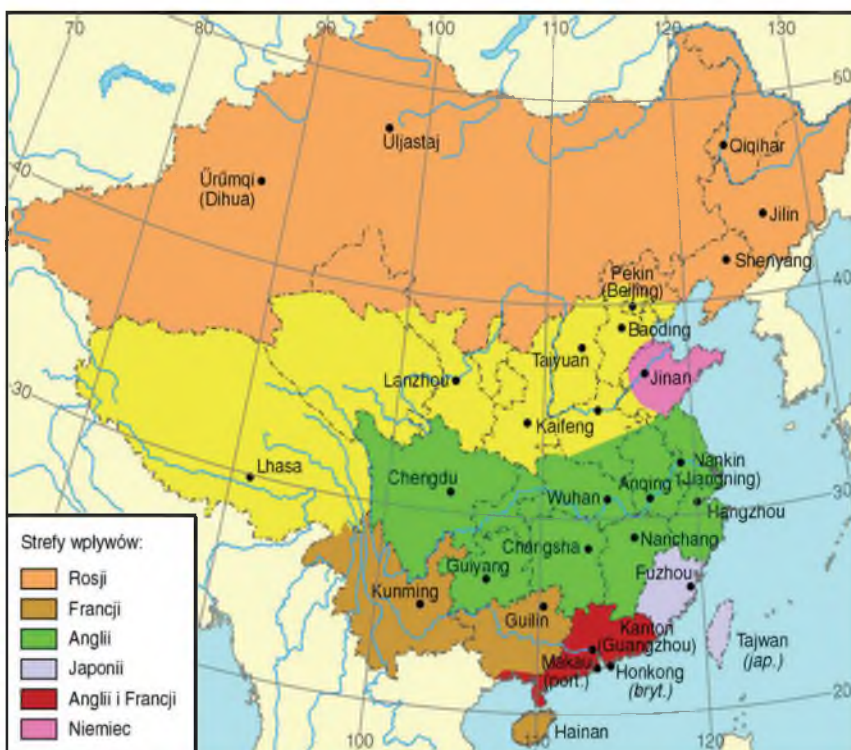 70
80
90
100
110
120
130
50
40
30
Üljastaj
Ürümqi
(Dihua)
Qiqihar
Jilin
Shenyang
Pekin
(Beijing)
40
Baoding
Taiyuan
Lanzhou
Jinan
Kaifeng
Lhasa
Chengdu
Nankin
(Jiangning)
Wuhan
Anqing
Hangzhou
30
Nanchang
Changsha
Guiyang
Fuzhou
Kunming
Guilin
Kanton
(Guangzhou)
Tajwan
(jap.)
Makau
(port.)
Honkong
(bryt.)
20
Hainan
100
110
120
Strefy wpływów:
Rosji
Francji
Anglii
Japonii
Anglii i Francji
Niemiec